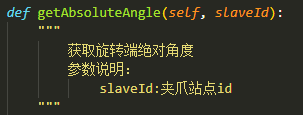 def getAbsoluteAngle(self, slaveId):
"""
获取旋转端绝对角度
参数说明：
slaveId:夹爪站点id
"""